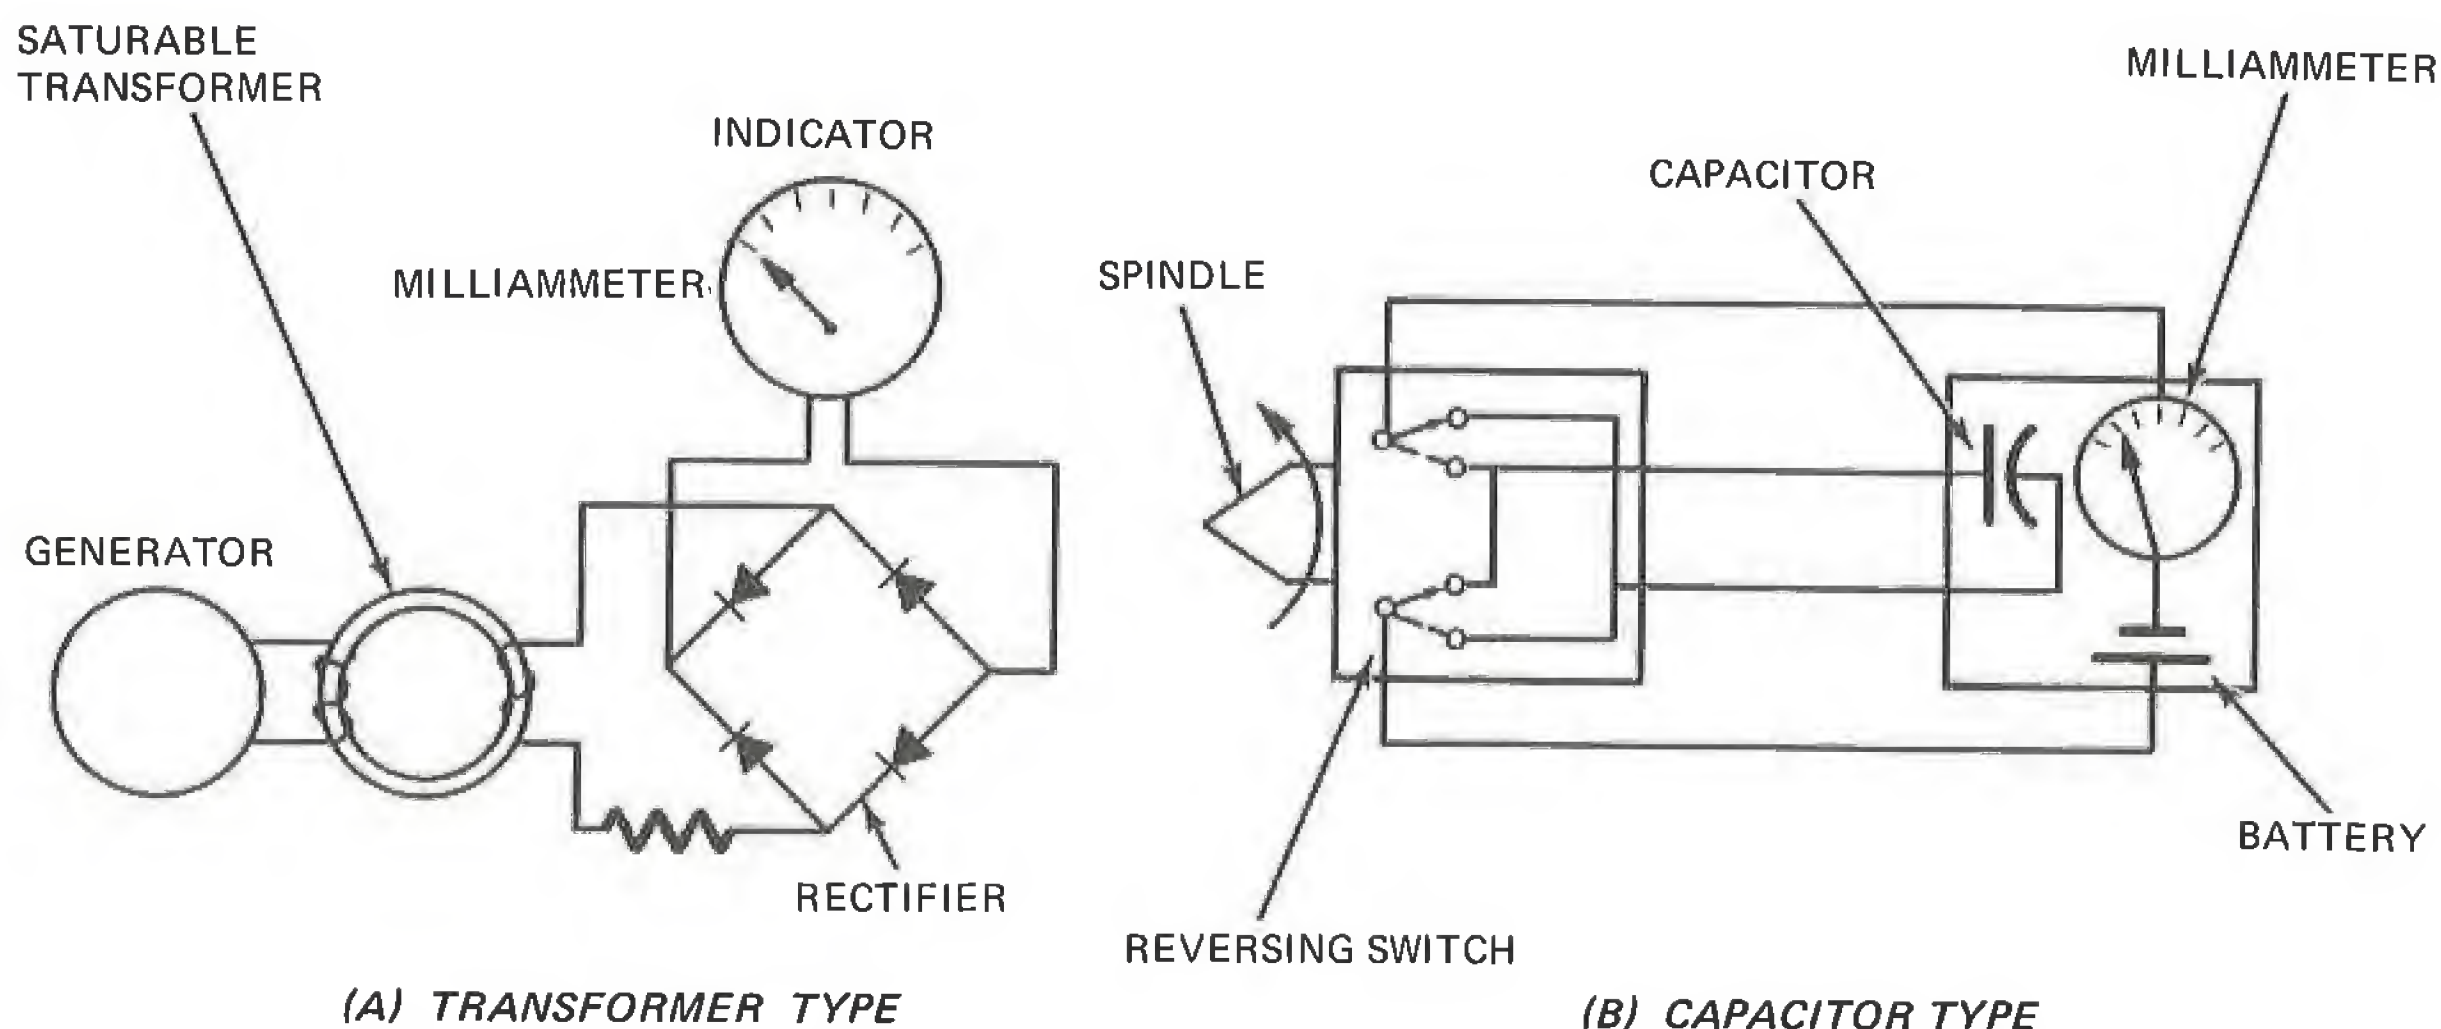 SATURABLE
TRANSFORMER
INDICATOR
MILLIAMMETER
GENERATOR
RECTIFIER
(A) TRANSFORMER TYPE
MILLIAMMETER
CAPACITOR
SPINDLE
BATTERY
REVERSING SWITCH
(B) CAPACITOR TYPE